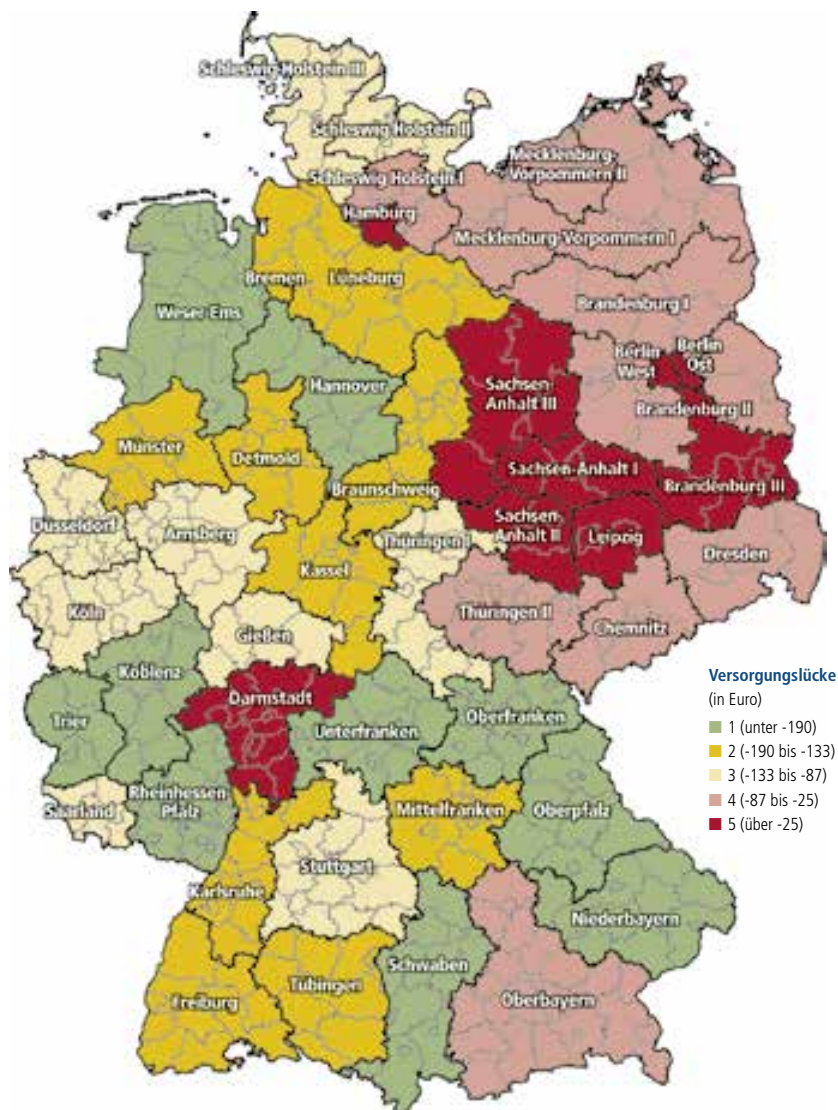 Schleswig-Holstein III
Schleswig Holstein II
Schleswig Holstein I
Mecklenburg-
Vorpommern II
Hamburg
Mecklenburg-Vorpommern I
Bremen
Lüneburg
Weser-Ems
Brandenburg I
Hannover
Berlin
West
Berlin
Ost
Sachsen-
Anhalt III
Brandenburg II
Münster
Detmold
Braunschweig
Sachsen-Anhalt I
Brandenburg III
Düsseldorf
Arnsberg
Thüringen I
Sachsen-
Anhalt II
Leipzig
Dresden
Kassel
Köln
Gießen
Thüringen II
Chemnitz
Koblenz
Darmstadt
Trier
Unterfranken
Oberfranken
Saarland
Rheinhessen-
Pfalz
Mittelfranken
Oberpfalz
Stuttgart
Karlsruhe
Niederbayern
Schwaben
Tübingen
Freiburg
Oberbayern
Versorgungslücke
(in Euro)
1 (unter -190)
2 (-190 bis -133)
3 (-133 bis -87)
4 (-87 bis -25)
5 (über -25)